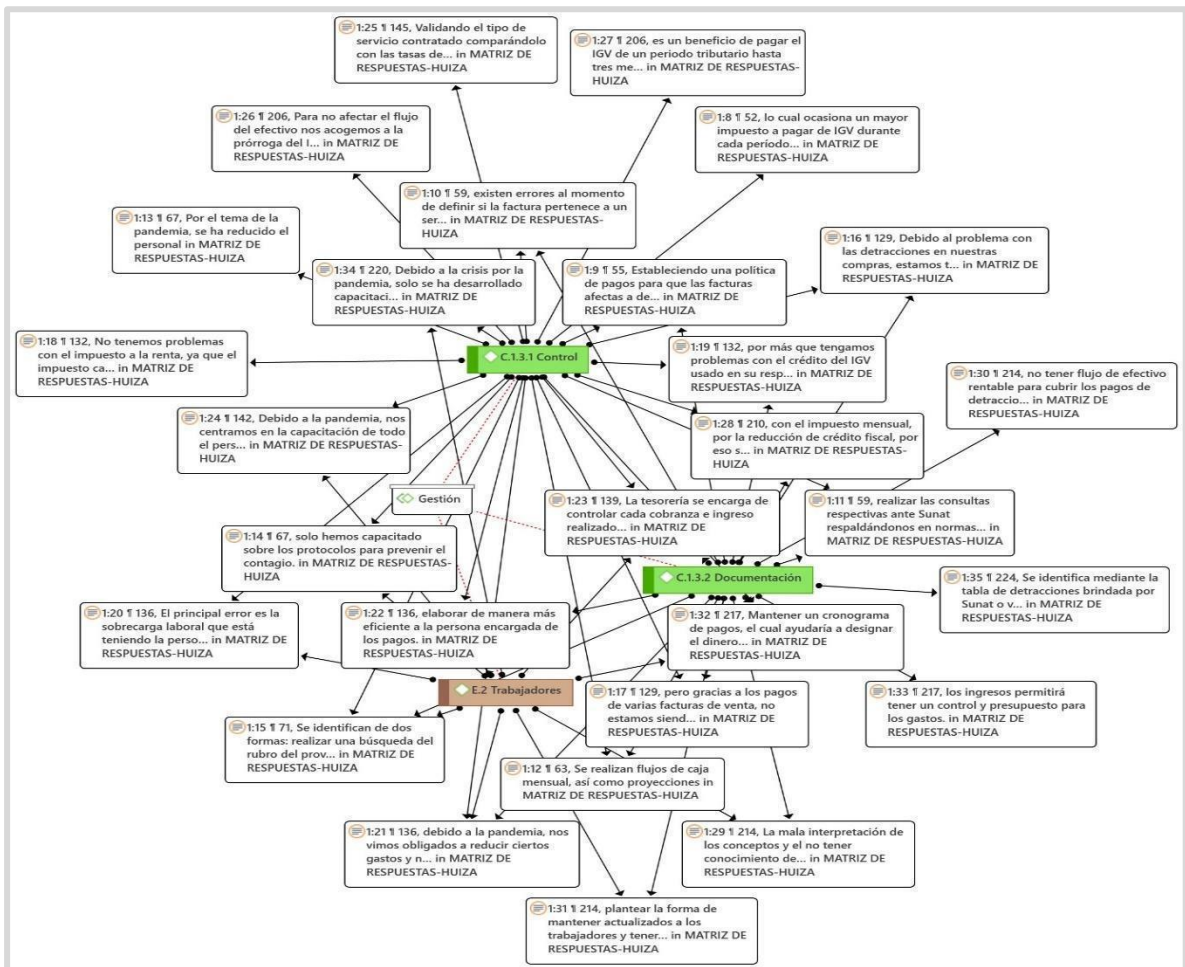 1:25 ¶ 145, Validando el tipo de
servicio contratado comparándolo
con las tasas de... in MATRIZ DE
RESPUESTAS-HUIZA
1:27 ¶ 206, es un beneficio de pagar el
IGV de un periodo tributario hasta
tres me... in MATRIZ DE RESPUESTAS-
HUIZA
1:26 ¶ 206, Para no afectar el flujo
del efectivo nos acogemos a la
prórroga del I... in MATRIZ DE
RESPUESTAS-HUIZA
1:8 ¶ 52, lo cual ocasiona un mayor
impuesto a pagar de IGV durante
cada período... in MATRIZ DE
RESPUESTAS-HUIZA
1:10 ¶ 59, existen errores al momento
de definir si la factura pertenece a un
ser... in MATRIZ DE RESPUESTAS-
HUIZA
1:13 ¶ 67, Por el tema de la
pandemia, se ha reducido el
personal in MATRIZ DE
RESPUESTAS-HUIZA
1:16 ¶ 129, Debido al problema con
las detracciones en nuestras
compras, estamos t... in MATRIZ DE
RESPUESTAS-HUIZA
1:34 ¶ 220, Debido a la crisis por la
pandemia, solo se ha desarrollado
capacitaci... in MATRIZ DE
RESPUESTAS-HUIZA
1:9 ¶ 55, Estableciendo una política
de pagos para que las facturas
afectas a de... in MATRIZ DE
RESPUESTAS-HUIZA
1:18 ¶ 132, No tenemos problemas
con el impuesto a la renta, ya que el
impuesto ca... in MATRIZ DE
RESPUESTAS-HUIZA
C.1.3.1 Control
1:19 ¶ 132, por más que tengamos
problemas con el crédito del IGV
usado en su resp... in MATRIZ DE
RESPUESTAS-HUIZA
1:30 ¶ 214, no tener flujo de efectivo
rentable para cubrir los pagos de
detraccio... in MATRIZ DE
RESPUESTAS-HUIZA
1:24 ¶ 142, Debido a la pandemia, nos
centramos en la capacitación de todo
el pers... in MATRIZ DE RESPUESTAS-
HUIZA
1:28 ¶ 210, con el impuesto mensual,
por la reducción de crédito fiscal, por
eso s... in MATRIZ DE RESPUESTAS-
HUIZA
Gestión
1:23 ¶ 139, La tesorería se encarga de
controlar cada cobranza e ingreso
realizado... in MATRIZ DE
RESPUESTAS-HUIZA
1:11 ¶ 59, realizar las consultas
respectivas ante Sunat
respaldándonos en normas... in
MATRIZ DE RESPUESTAS-HUIZA
1:14 ¶ 67, solo hemos capacitado
sobre los protocolos para prevenir el
contagio. in MATRIZ DE RESPUESTAS-
HUIZA
C.1.3.2 Documentación
1:35 ¶ 224, Se identifica mediante la
tabla de detracciones brindada por
Sunat o v... in MATRIZ DE
RESPUESTAS-HUIZA
1:20 ¶ 136, El principal error es la
sobrecarga laboral que está
teniendo la perso... in MATRIZ DE
RESPUESTAS-HUIZA
1:22 ¶ 136, elaborar de manera más
eficiente a la persona encargada de
los pagos. in MATRIZ DE
RESPUESTAS-HUIZA
1:32 ¶ 217, Mantener un cronograma
de pagos, el cual ayudaría a designar
el dinero... in MATRIZ DE
RESPUESTAS-HUIZA
E.2 Trabajadores
1:17 ¶ 129, pero gracias a los pagos
de varias facturas de venta, no
estamos siend... in MATRIZ DE
RESPUESTAS-HUIZA
1:33 ¶ 217, los ingresos permitirá
tener un control y presupuesto para
los gastos. in MATRIZ DE
RESPUESTAS-HUIZA
1:15 ¶ 71, Se identifican de dos
formas: realizar una búsqueda del
rubro del prov... in MATRIZ DE
RESPUESTAS-HUIZA
1:12 ¶ 63, Se realizan flujos de caja
mensual, así como proyecciones in
MATRIZ DE RESPUESTAS-HUIZA
1:21 ¶ 136, debido a la pandemia, nos
vimos obligados a reducir ciertos
gastos y n... in MATRIZ DE
RESPUESTAS-HUIZA
1:29 ¶ 214, La mala interpretación de
los conceptos y el no tener
conocimiento de... in MATRIZ DE
RESPUESTAS-HUIZA
1:31 ¶ 214, plantear la forma de
mantener actualizados a los
trabajadores y tener... in MATRIZ DE
RESPUESTAS-HUIZA